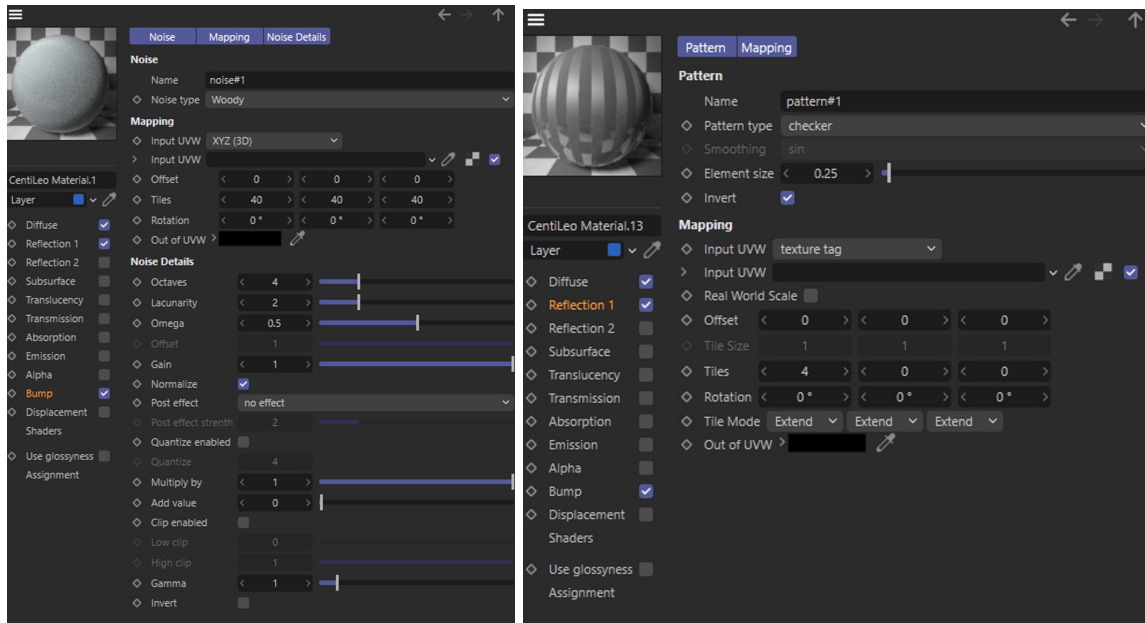 Noise Mapping Noise Details
Noise
Name noise#1
Noise type Woody
Mapping
Input UVW XYZ (3D)
Input UVW
Offset 0 0 0
Tiles 40 40 40
Rotation 0 ° 0 ° 0 °
Out of UVW
Noise Details
Octaves 4
Lacunarity 2
Omega 0.5
Offset 1
Gain 1
Normalize
Post effect no effect
Post effect strenth 2
Quantize enabled
Quantize 4
Multiply by 1
Add value 0
Clip enabled
Low clip 0
High clip 1
Gamma 1
Invert
CentiLeo Material.1
Layer
Diffuse
Reflection 1
Reflection 2
Subsurface
Translucency
Transmission
Absorption
Emission
Alpha
Bump
Displacement
Shaders
Use glossyness
Assignment
Pattern Mapping
Pattern
Name pattern#1
Pattern type checker
Smoothing sin
Element size 0.25
Invert
Mapping
Input UVW texture tag
Input UVW
Real World Scale
Offset 0 0 0
Tile Size 1 1 1
Tiles 4 0 0
Rotation 0 ° 0 ° 0 °
Tile Mode Extend Extend Extend
Out of UVW
CentiLeo Material.13
Layer
Diffuse
Reflection 1
Reflection 2
Subsurface
Translucency
Transmission
Absorption
Emission
Alpha
Bump
Displacement
Shaders
Use glossyness
Assignment